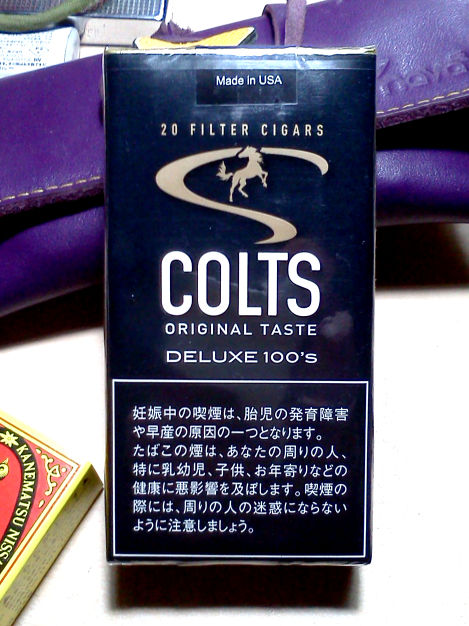 Made in USA
20 FILTER CIGARS
COLTS
ORIGINAL TASTE
DELUXE 100's
妊娠中の喫煙は、胎児の発育障害
や早産の原因の一つとなります。
たばこの煙は、あなたの周りの人、
特に乳幼児、子供、お年寄りなどの
健康に悪影響を及ぼします。喫煙の
際には、周りの人の迷惑にならない
ように注意しましょう。
KANEMATSU NISSA